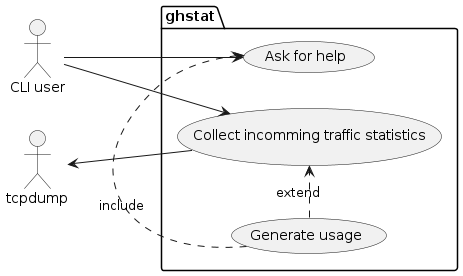 ghstat
Ask for help
CLI user
Collect incomming traffic statistics
tcpdump
extend
include
Generate usage